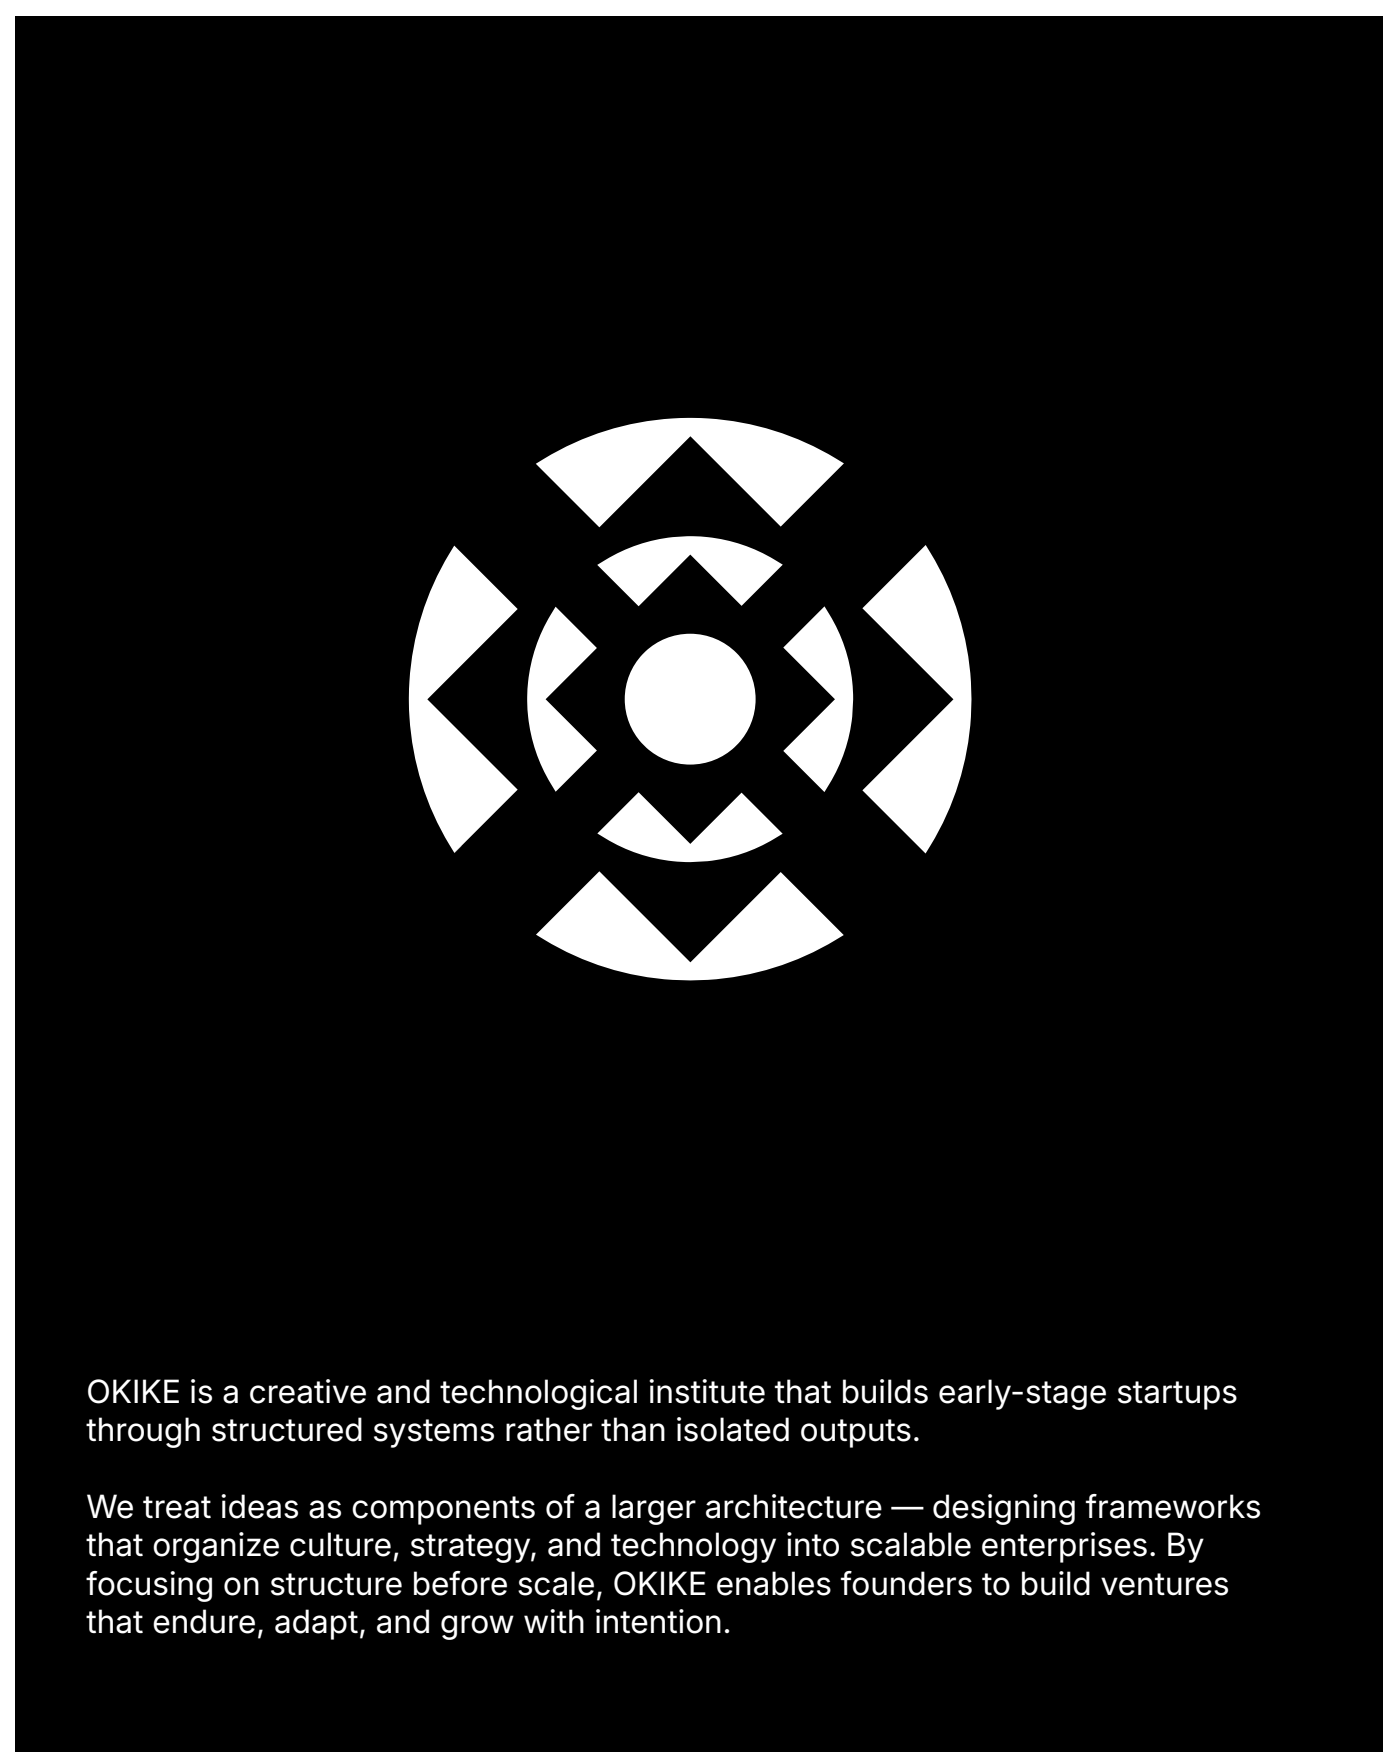 OKIKE is a creative and technological institute that builds early-stage startups
through structured systems rather than isolated outputs.
We treat ideas as components of a larger architecture — designing frameworks
that organize culture, strategy, and technology into scalable enterprises. By
focusing on structure before scale, OKIKE enables founders to build ventures
that endure, adapt, and grow with intention.